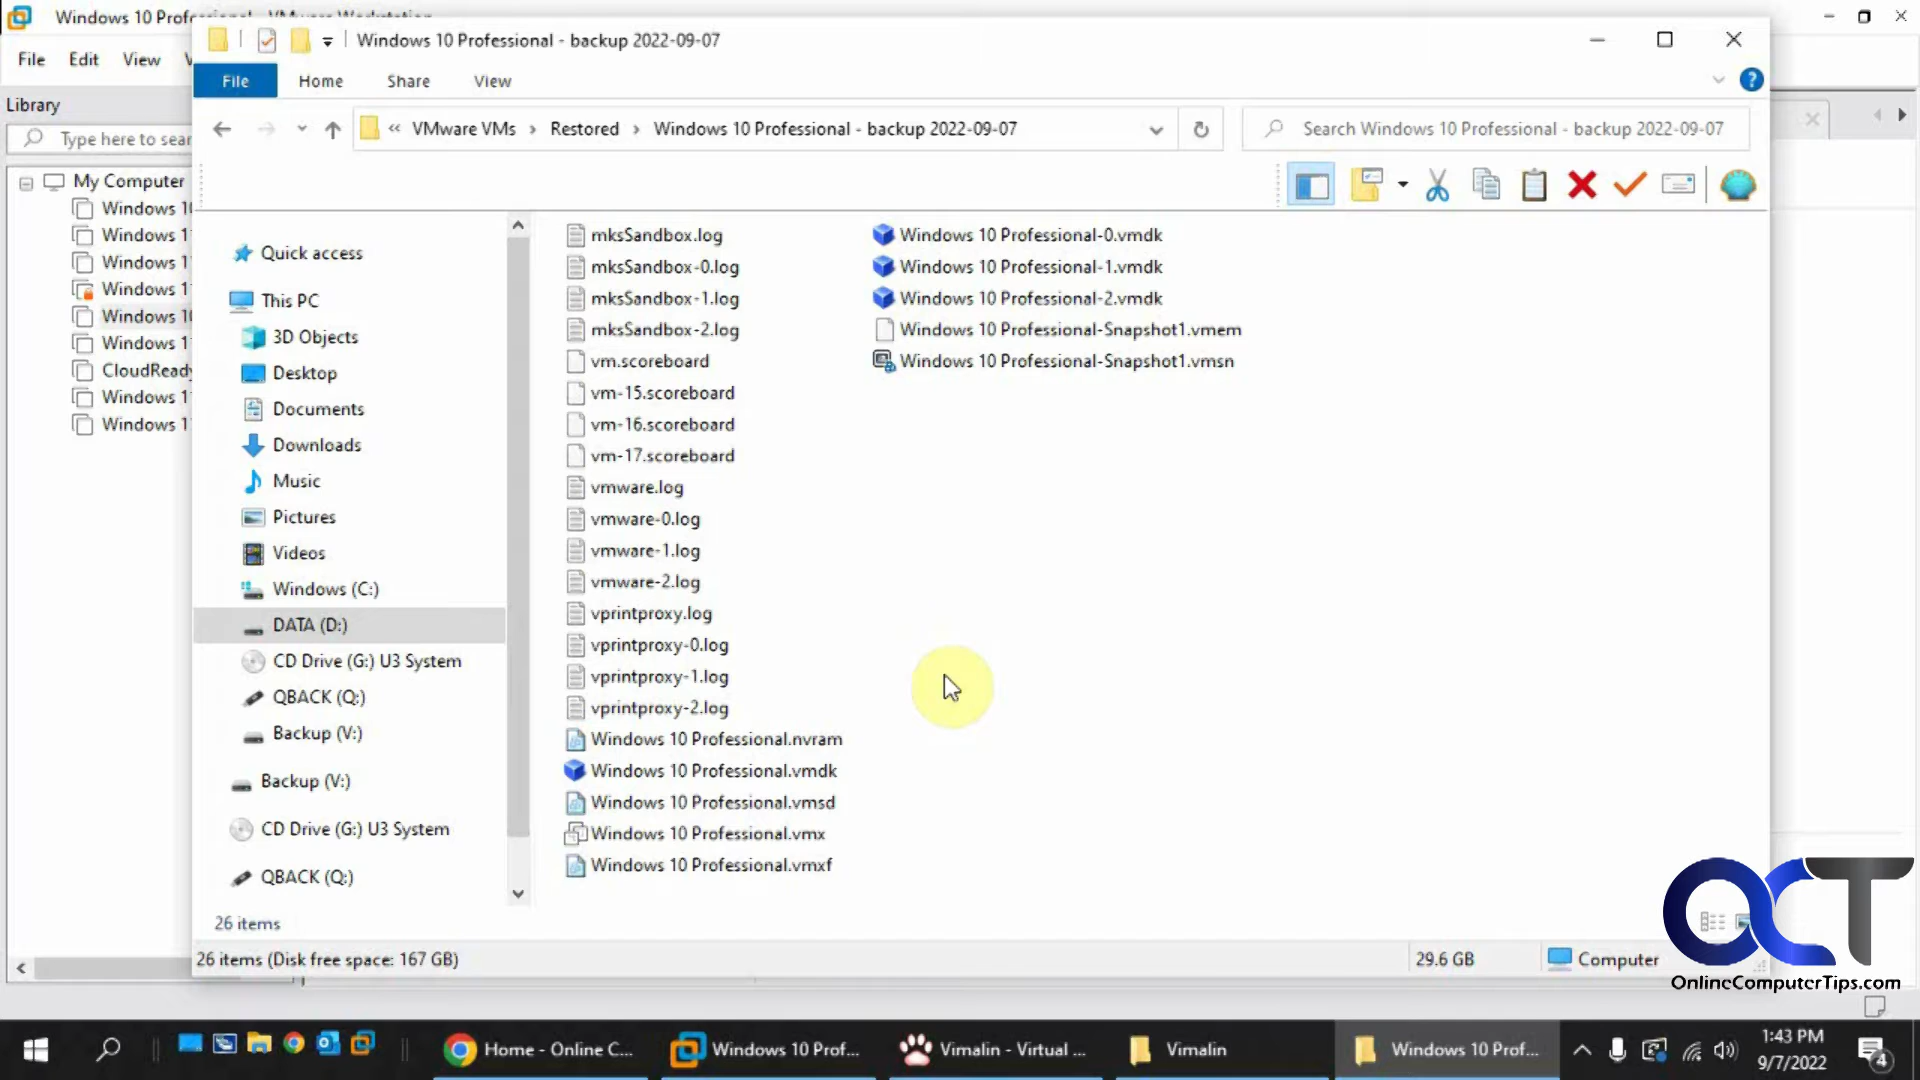 Windows 10 Professional - VMware Workstation
Windows 10 Professional - backup 2022-09-07
File Edit View
File Home Share View
Library
VMware VMs › Restored › Windows 10 Professional - backup 2022-09-07
Search Windows 10 Professional - backup 2022-09-07
Type here to sear
My Computer
Windows 10
Windows 1
Windows 1
Windows 1
Windows 10
Windows 1
CloudReady
Windows 1
Windows 1
Quick access
This PC
3D Objects
Desktop
Documents
Downloads
Music
Pictures
Videos
Windows (C:)
DATA (D:)
CD Drive (G:) U3 System
QBACK (Q:)
Backup (V:)
Backup (V:)
CD Drive (G:) U3 System
QBACK (Q:)
mksSandbox.log
mksSandbox-0.log
mksSandbox-1.log
mksSandbox-2.log
vm.scoreboard
vm-15.scoreboard
vm-16.scoreboard
vm-17.scoreboard
vmware.log
vmware-0.log
vmware-1.log
vmware-2.log
vprintproxy.log
vprintproxy-0.log
vprintproxy-1.log
vprintproxy-2.log
Windows 10 Professional.nvram
Windows 10 Professional.vmdk
Windows 10 Professional.vmsd
Windows 10 Professional.vmx
Windows 10 Professional.vmxf
Windows 10 Professional-0.vmdk
Windows 10 Professional-1.vmdk
Windows 10 Professional-2.vmdk
Windows 10 Professional-Snapshot1.vmem
Windows 10 Professional-Snapshot1.vmsn
26 items
26 items (Disk free space: 167 GB)
29.6 GB
Computer
OCT
OnlineComputerTips.com
Home - Online C...
Windows 10 Prof...
Vimalin - Virtual ...
Vimalin
Windows 10 Prof...
1:43 PM
9/7/2022
4